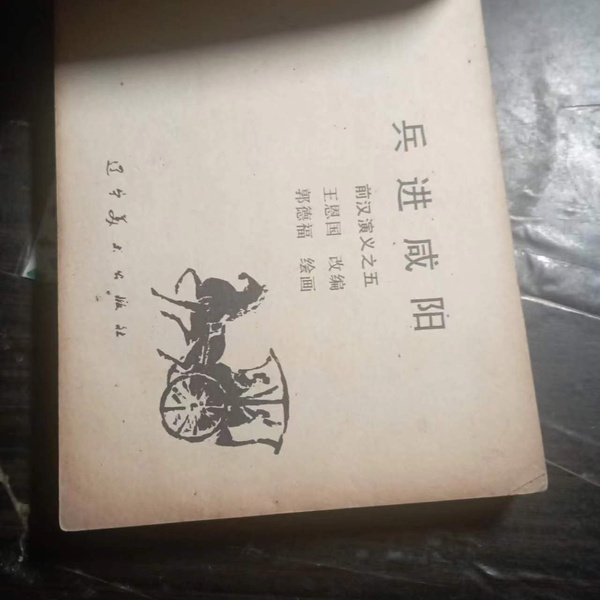 兵进咸阳
前汉演义之五
王恩国 改编
郭德福 绘画
辽宁美术出版社